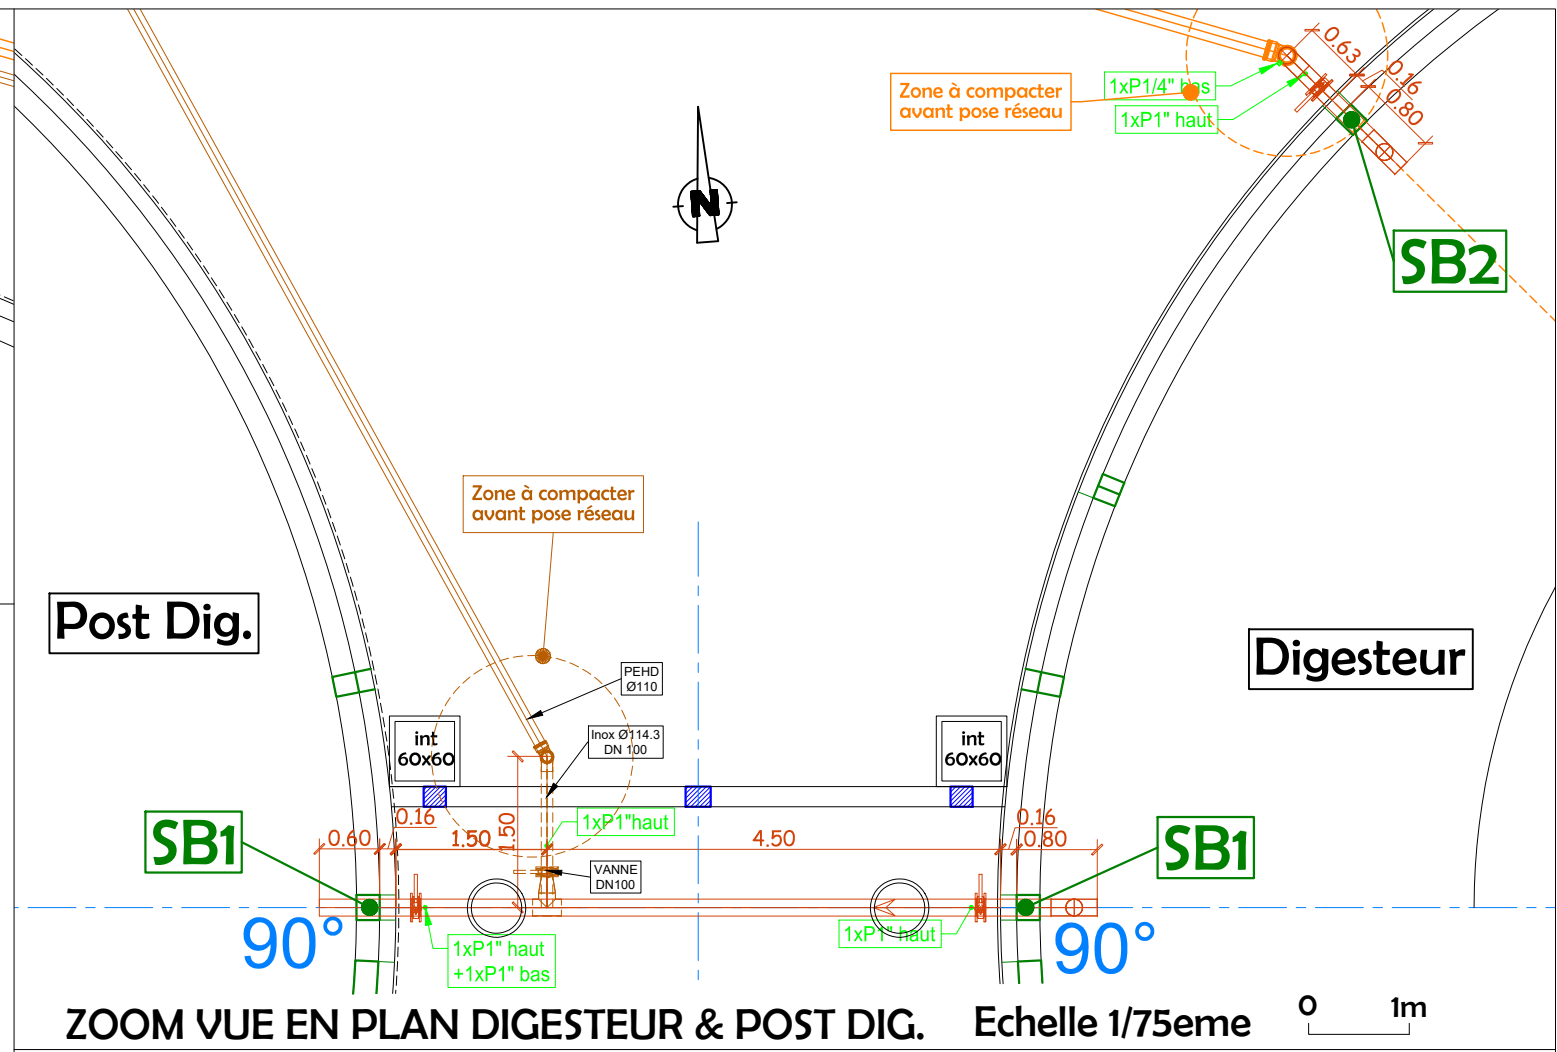 0.63
0.16
0.80
Zone à compacter
avant pose réseau
1xP1/4" bas
1xP1" haut
N
SB2
Zone à compacter
avant pose réseau
Post Dig.
Digesteur
PEHD
Ø110
Inox Ø114.3
DN 100
int
60x60
int
60x60
0.60
0.16
1.50
1.50
1xP1"haut
4.50
0.16
0.80
SB1
SB1
VANNE
DN100
90°
90°
1xP1" haut
+1xP1" bas
1xP1" haut
ZOOM VUE EN PLAN DIGESTEUR & POST DIG.
Echelle 1/75eme
0
1m